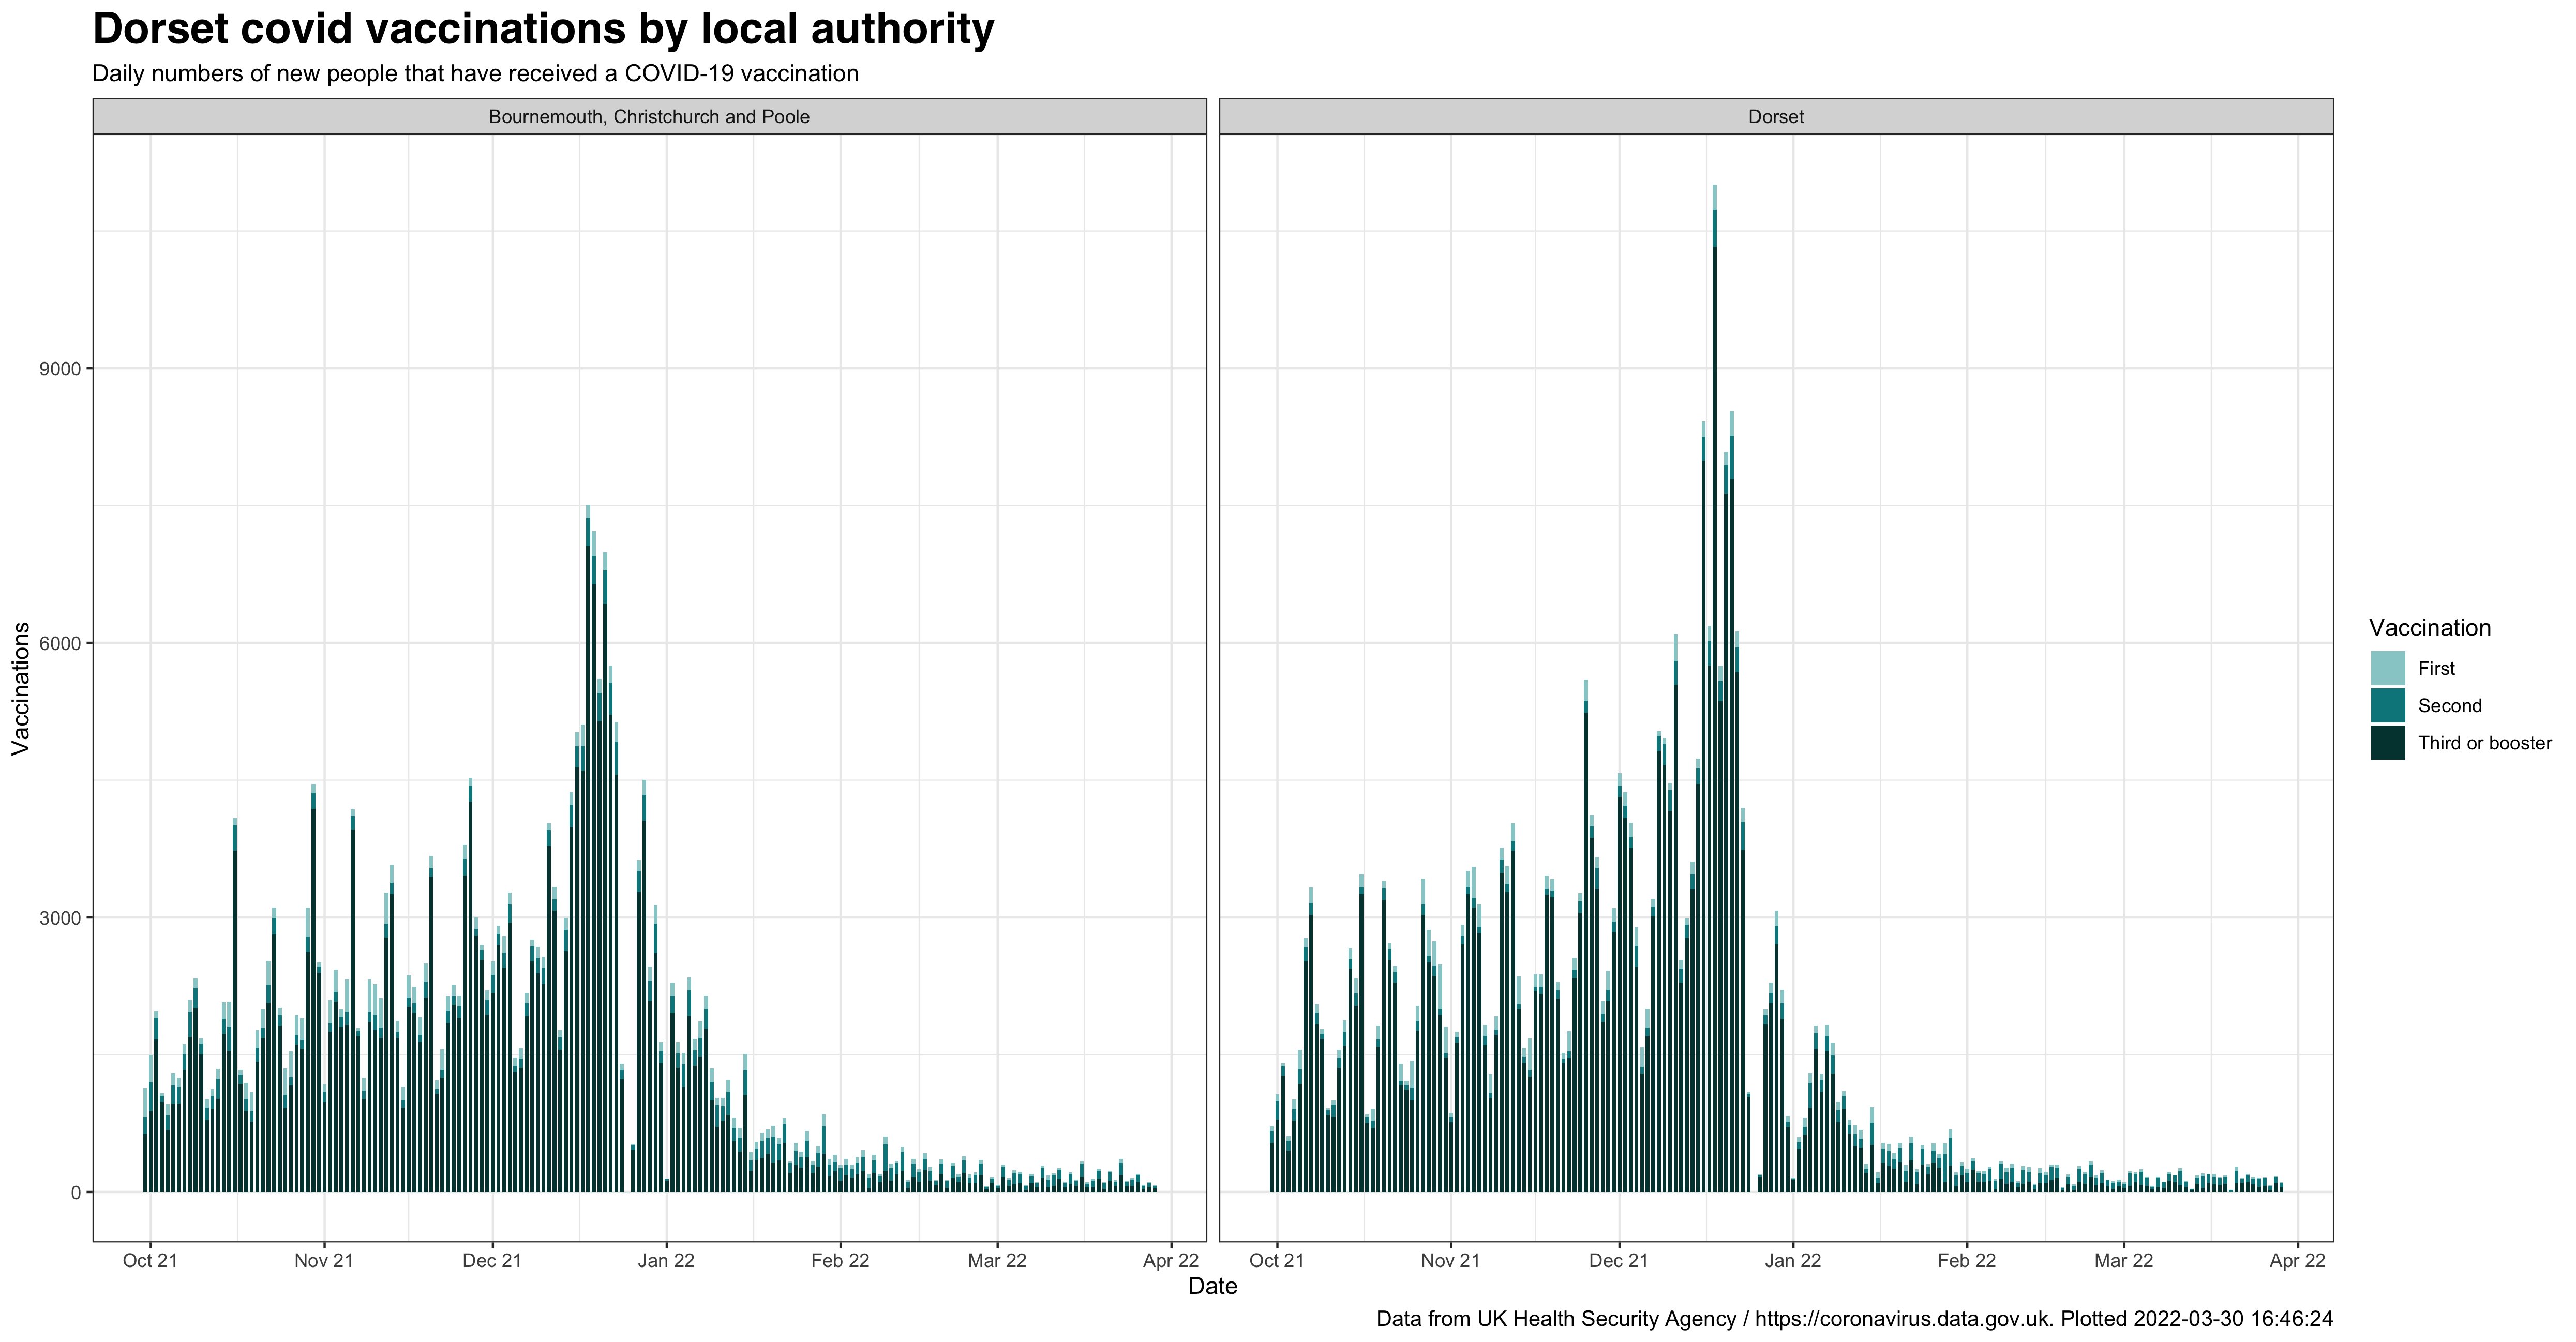 Dorset covid vaccinations by local authority
Daily numbers of new people that have received a COVID-19 vaccination
Bournemouth, Christchurch and Poole
Dorset
Vaccinations
9000
6000
3000
0
Oct 21 Nov 21 Dec 21 Jan 22 Feb 22 Mar 22 Apr 22
Oct 21 Nov 21 Dec 21 Jan 22 Feb 22 Mar 22 Apr 22
Date
Vaccination
First
Second
Third or booster
Data from UK Health Security Agency / https://coronavirus.data.gov.uk. Plotted 2022-03-30 16:46:24